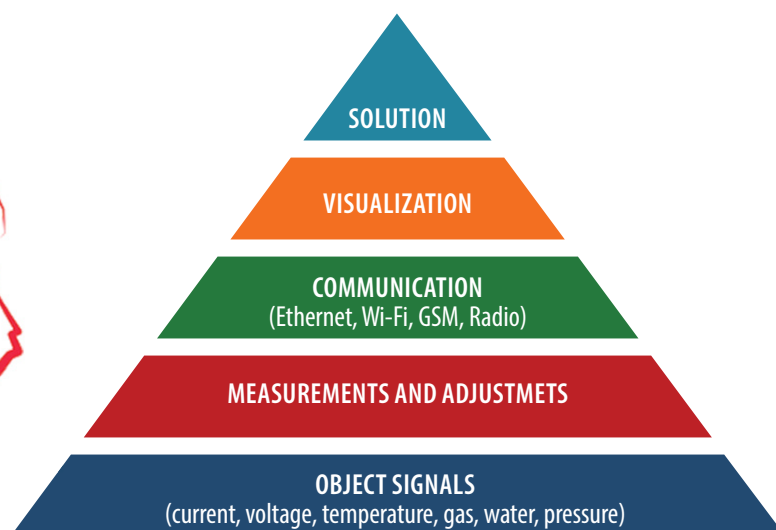 SOLUTION
VISUALIZATION
COMMUNICATION
(Ethernet, Wi-Fi, GSM, Radio)
MEASUREMENTS AND ADJUSTMETS
OBJECT SIGNALS
(current, voltage, temperature, gas, water, pressure)